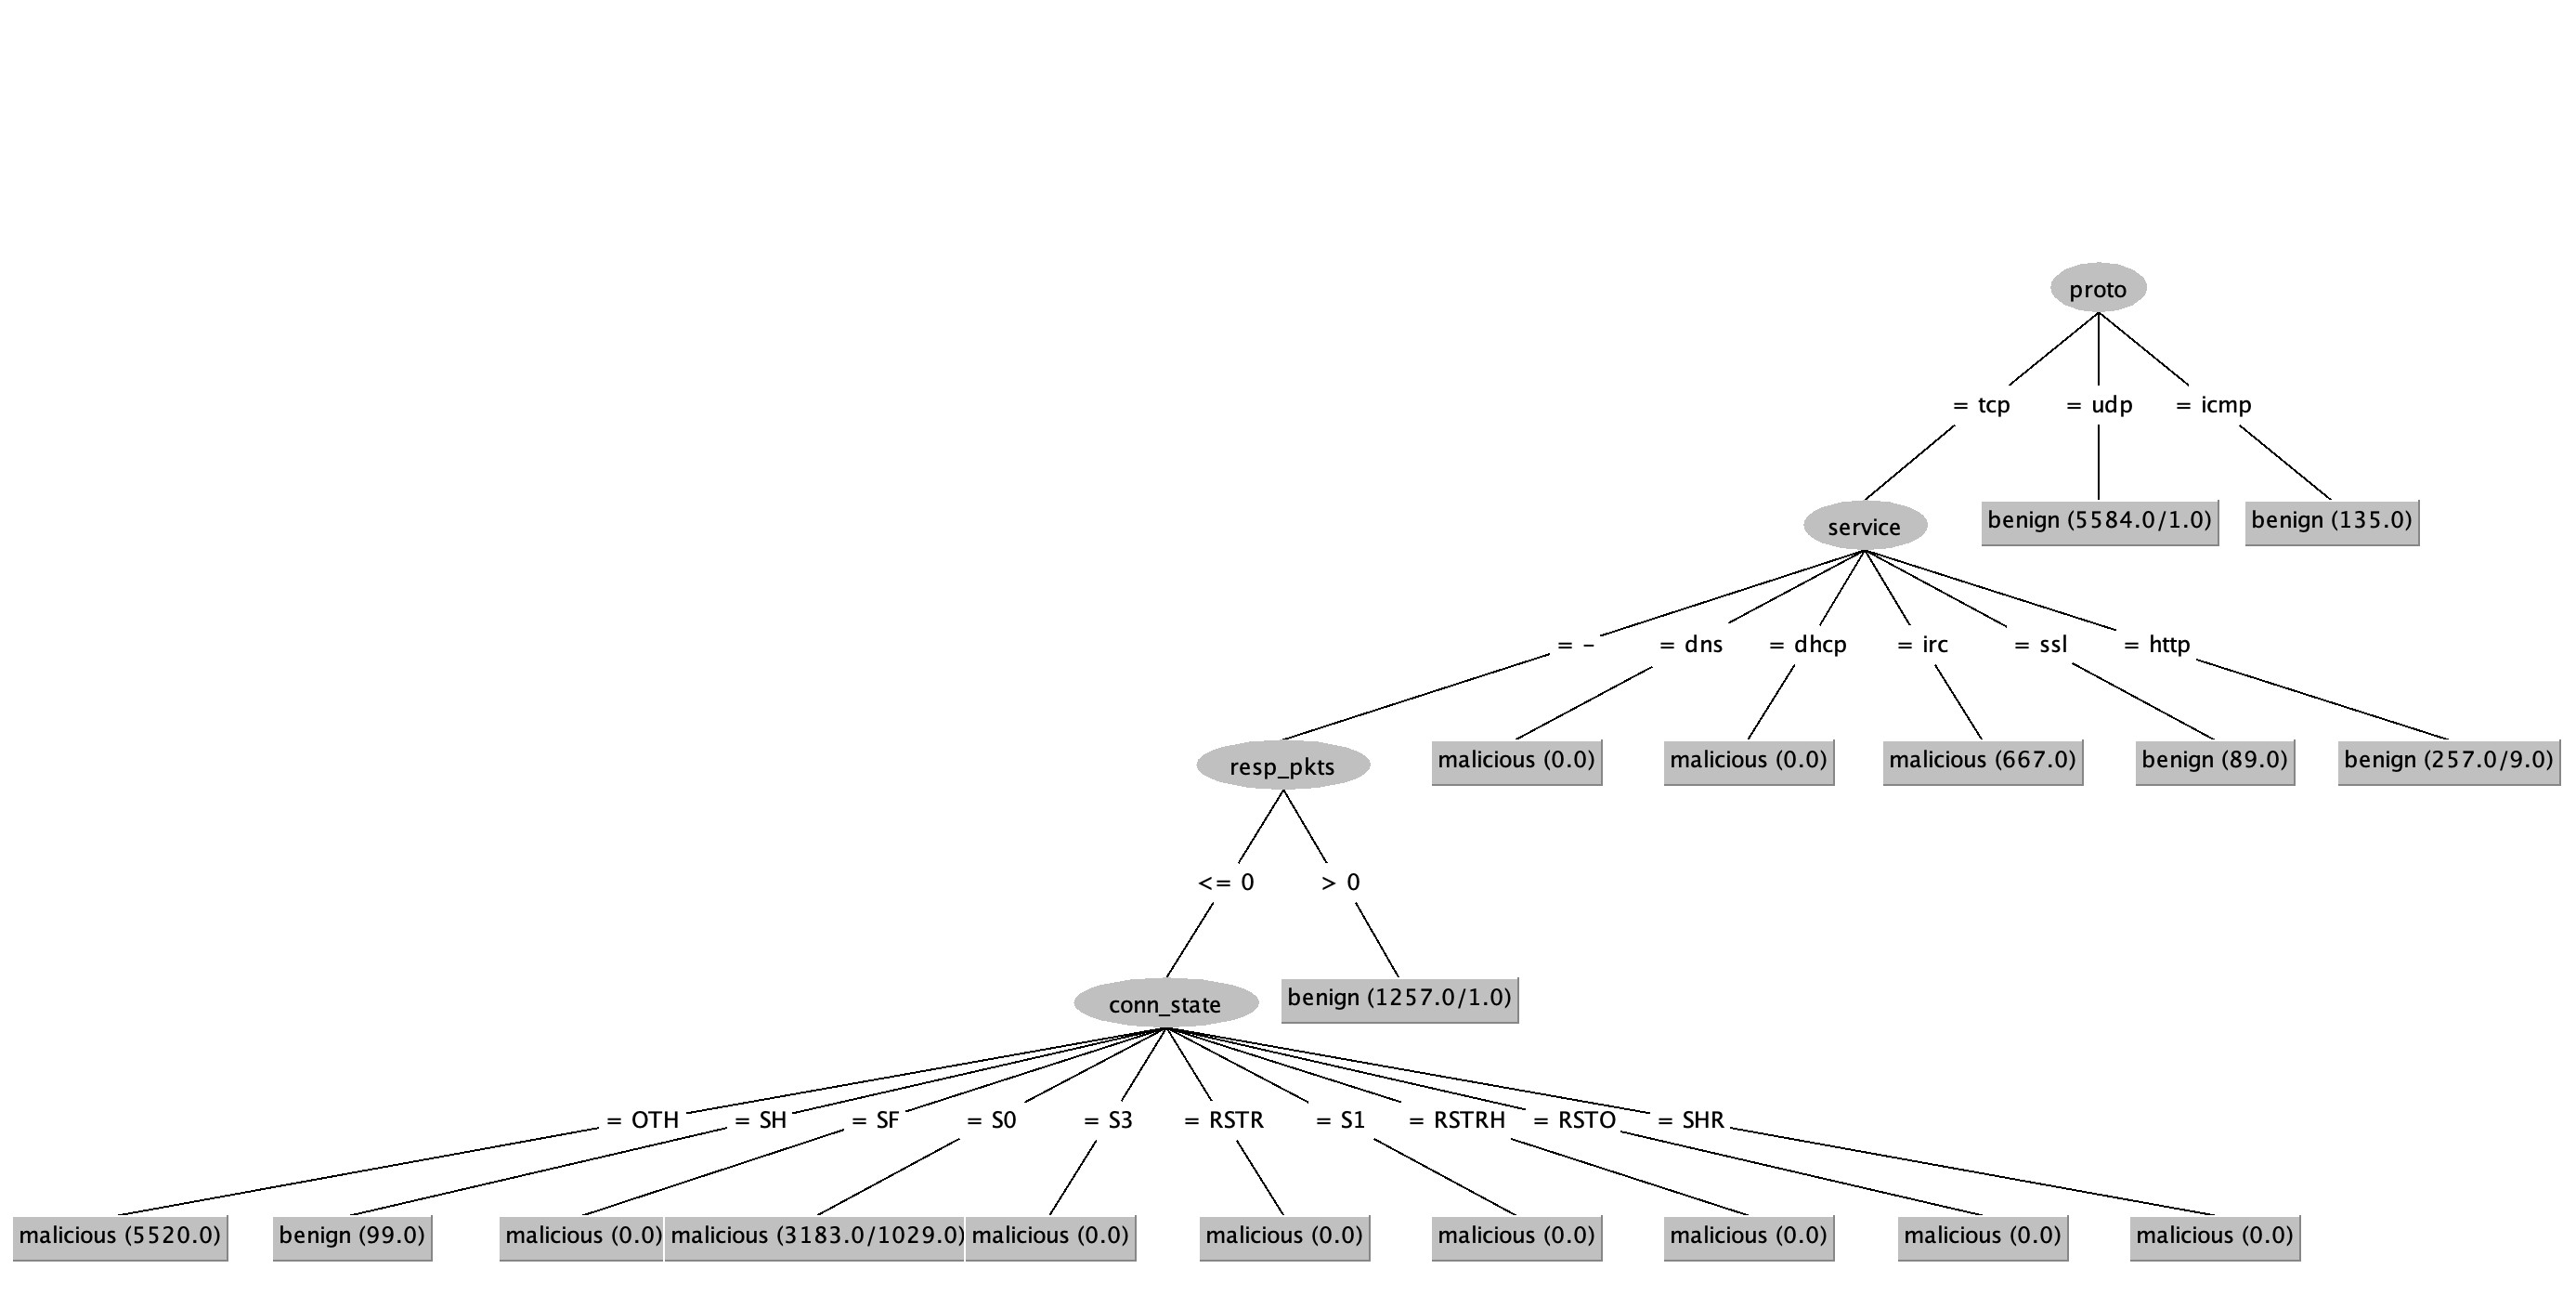 proto
= tcp
= udp
= icmp
service
benign (5584.0/1.0)
benign (135.0)
= -
= dns
= dhcp
= irc
= ssl
= http
resp_pkts
malicious (0.0)
malicious (0.0)
malicious (667.0)
benign (89.0)
benign (257.0/9.0)
<= 0
> 0
conn_state
benign (1257.0/1.0)
= OTH
= SH
= SF
= S0
= S3
= RSTR
= S1
= RSTRH
= RSTO
= SHR
malicious (5520.0)
benign (99.0)
malicious (0.0)
malicious (3183.0/1029.0)
malicious (0.0)
malicious (0.0)
malicious (0.0)
malicious (0.0)
malicious (0.0)
malicious (0.0)